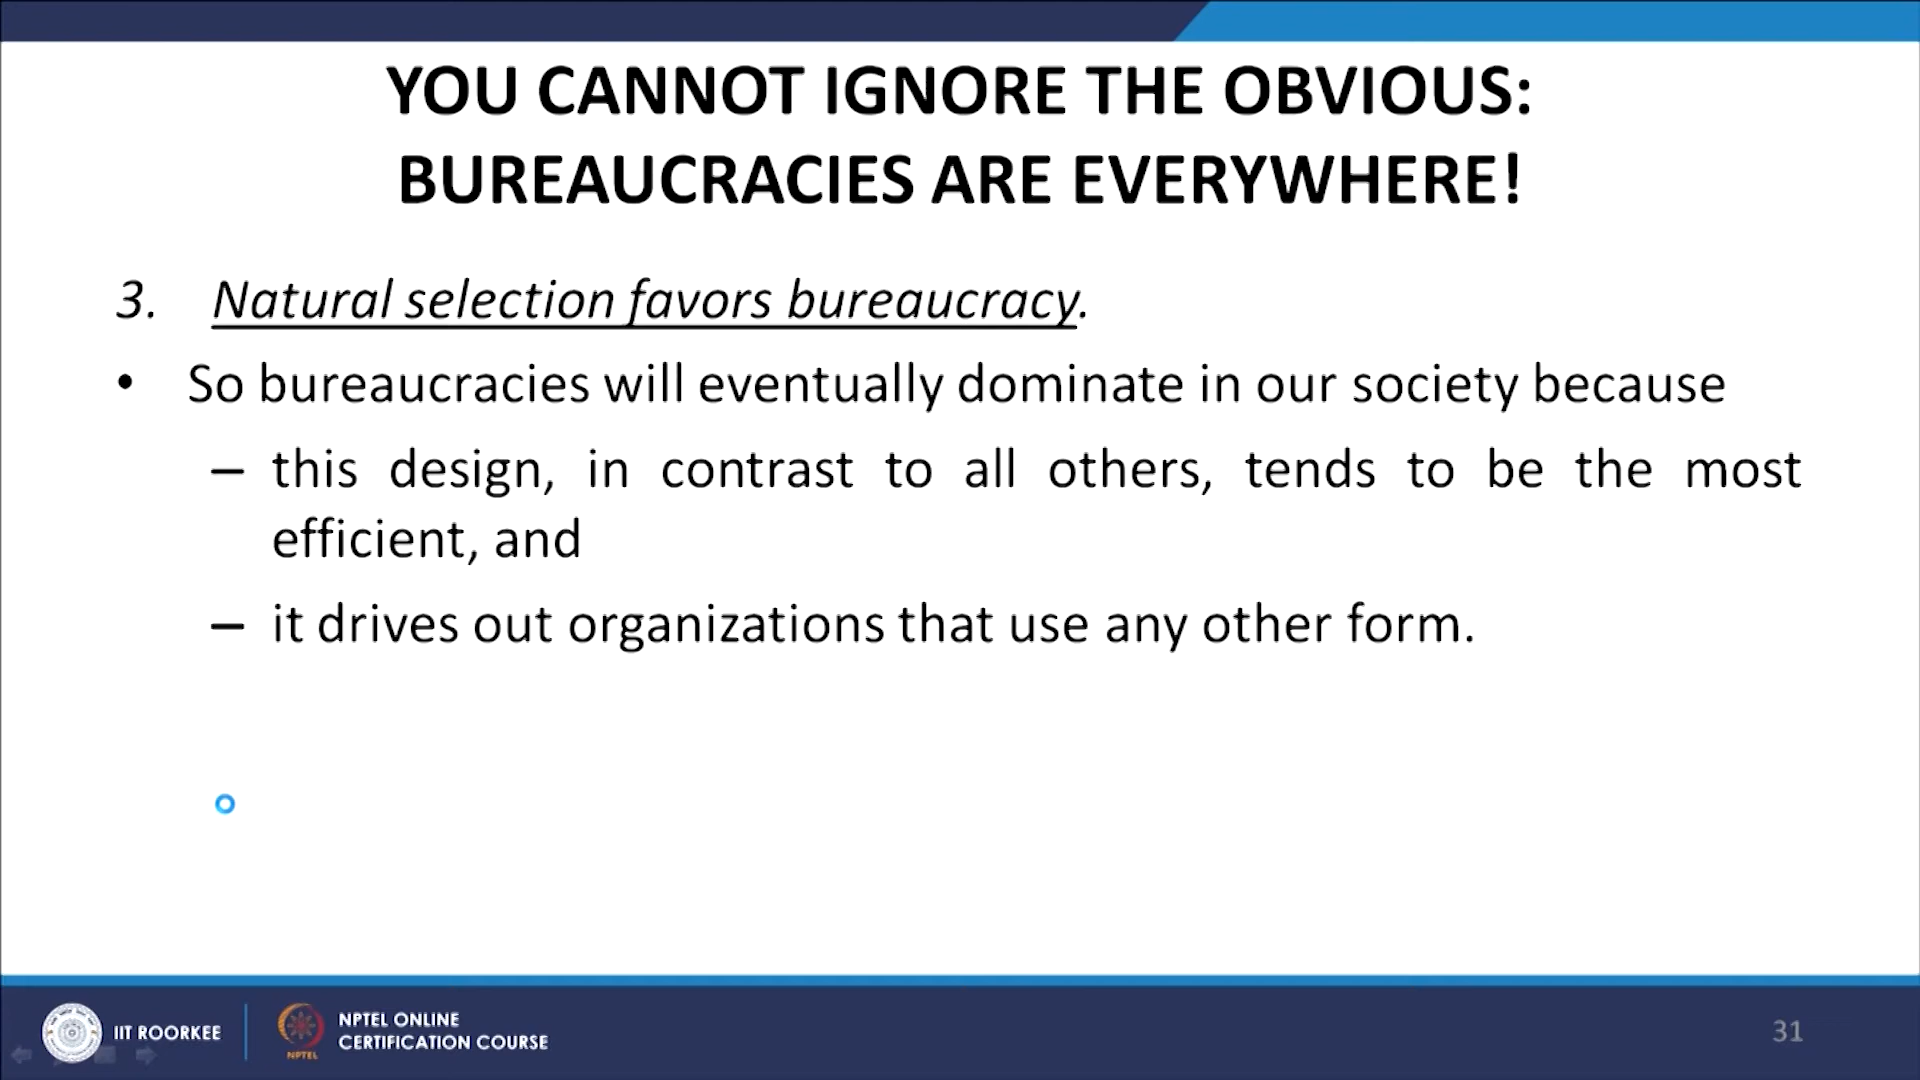 YOU CANNOT IGNORE THE OBVIOUS:
BUREAUCRACIES ARE EVERYWHERE!
3. Natural selection favors bureaucracy.
• So bureaucracies will eventually dominate in our society because
– this design, in contrast to all others, tends to be the most
efficient, and
– it drives out organizations that use any other form.
IIT ROORKEE
NPTEL
NPTEL ONLINE
CERTIFICATION COURSE
31